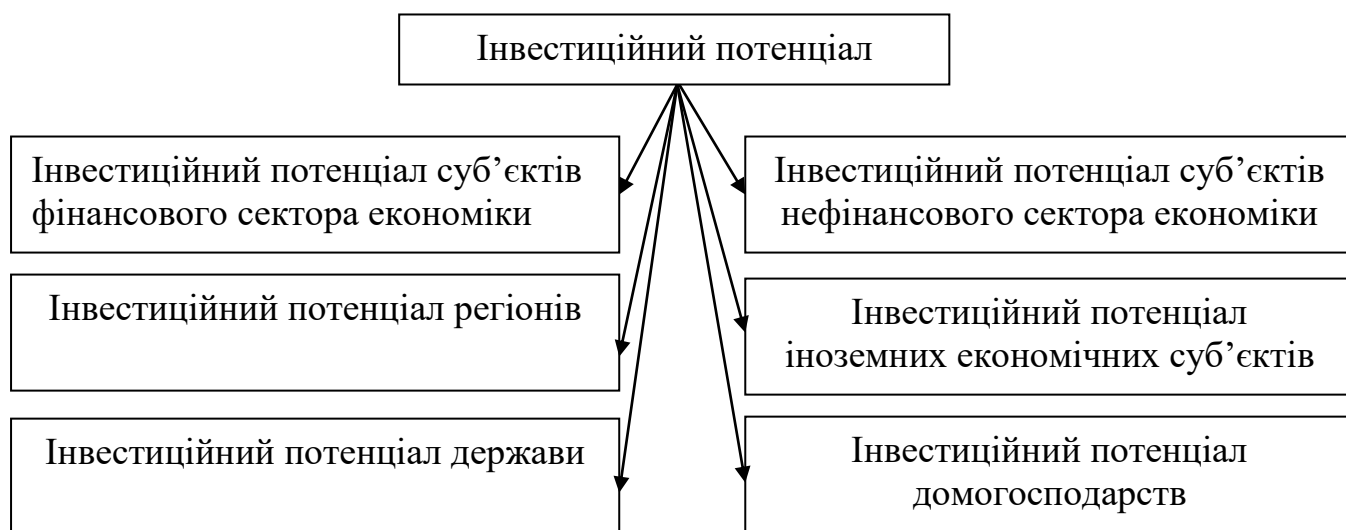 Інвестиційний потенціал
Інвестиційний потенціал суб’єктів
фінансового сектора економіки
Інвестиційний потенціал суб’єктів
нефінансового сектора економіки
Інвестиційний потенціал регіонів
Інвестиційний потенціал
іноземних економічних суб’єктів
Інвестиційний потенціал держави
Інвестиційний потенціал
домогосподарств